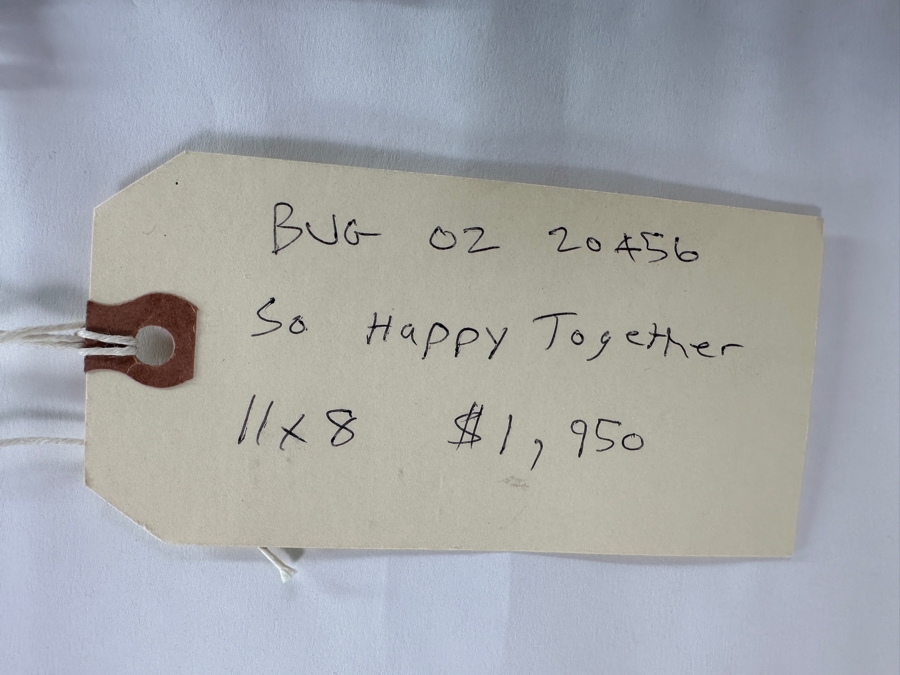 BUG 02 20456
So Happy Together
11x8 $1,950